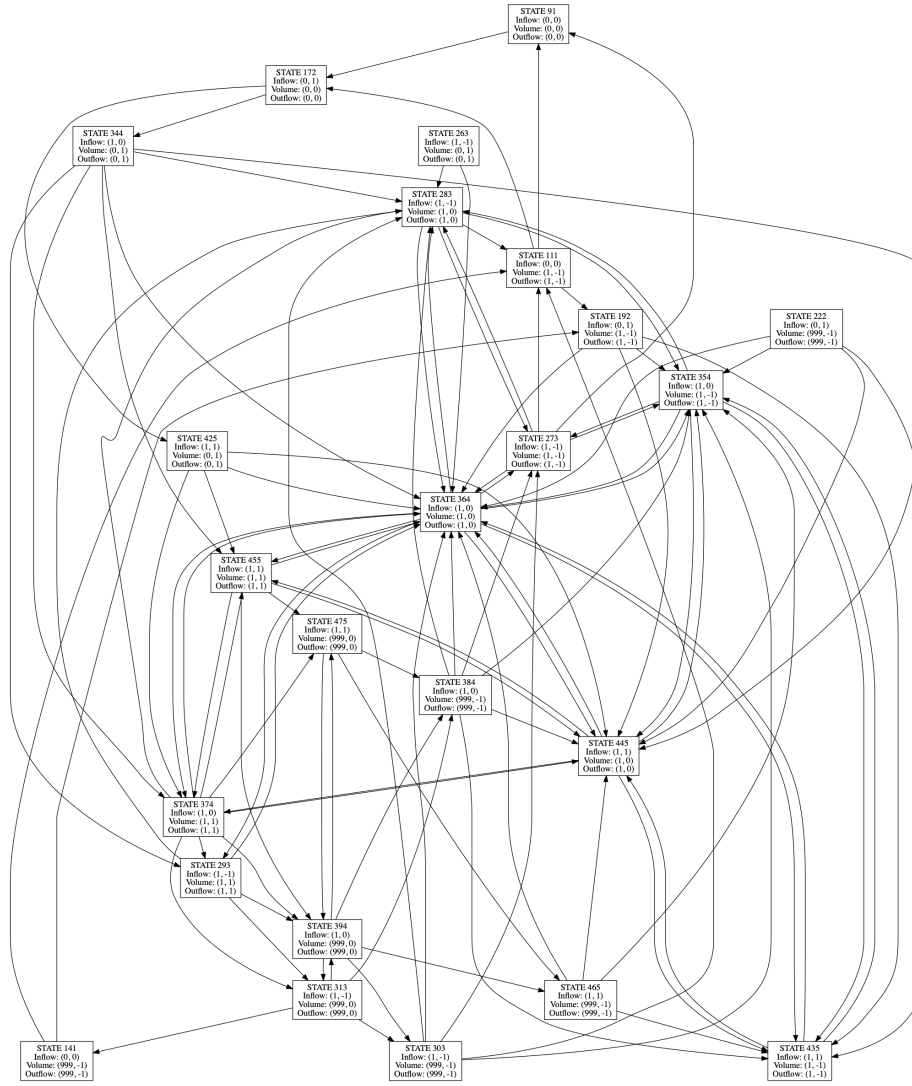 STATE 91
Inflow: (0, 0)
Volume: (0, 0)
Outflow: (0, 0)
STATE 172
Inflow: (0, 1)
Volume: (0, 0)
Outflow: (0, 0)
STATE 344
Inflow: (1, 0)
Volume: (0, 1)
Outflow: (0, 1)
STATE 263
Inflow: (1, -1)
Volume: (0, 1)
Outflow: (0, 1)
STATE 283
Inflow: (1, -1)
Volume: (1, 0)
Outflow: (1, 0)
STATE 111
Inflow: (0, 0)
Volume: (1, -1)
Outflow: (1, -1)
STATE 192
Inflow: (0, 1)
Volume: (1, -1)
Outflow: (1, -1)
STATE 222
Inflow: (0, 1)
Volume: (999, -1)
Outflow: (999, -1)
STATE 354
Inflow: (1, 0)
Volume: (1, -1)
Outflow: (1, -1)
STATE 425
Inflow: (1, 1)
Volume: (0, 1)
Outflow: (0, 1)
STATE 273
Inflow: (1, -1)
Volume: (1, -1)
Outflow: (1, -1)
STATE 364
Inflow: (1, 0)
Volume: (1, 0)
Outflow: (1, 0)
STATE 455
Inflow: (1, 1)
Volume: (1, 1)
Outflow: (1, 1)
STATE 475
Inflow: (1, 1)
Volume: (999, 0)
Outflow: (999, 0)
STATE 384
Inflow: (1, 0)
Volume: (999, -1)
Outflow: (999, -1)
STATE 445
Inflow: (1, 1)
Volume: (1, 0)
Outflow: (1, 0)
STATE 374
Inflow: (1, 0)
Volume: (1, 1)
Outflow: (1, 1)
STATE 293
Inflow: (1, -1)
Volume: (1, 1)
Outflow: (1, 1)
STATE 394
Inflow: (1, 0)
Volume: (999, 0)
Outflow: (999, 0)
STATE 313
Inflow: (1, -1)
Volume: (999, 0)
Outflow: (999, 0)
STATE 465
Inflow: (1, 1)
Volume: (999, -1)
Outflow: (999, -1)
STATE 141
Inflow: (0, 0)
Volume: (999, -1)
Outflow: (999, -1)
STATE 303
Inflow: (1, -1)
Volume: (999, -1)
Outflow: (999, -1)
STATE 435
Inflow: (1, 1)
Volume: (1, -1)
Outflow: (1, -1)